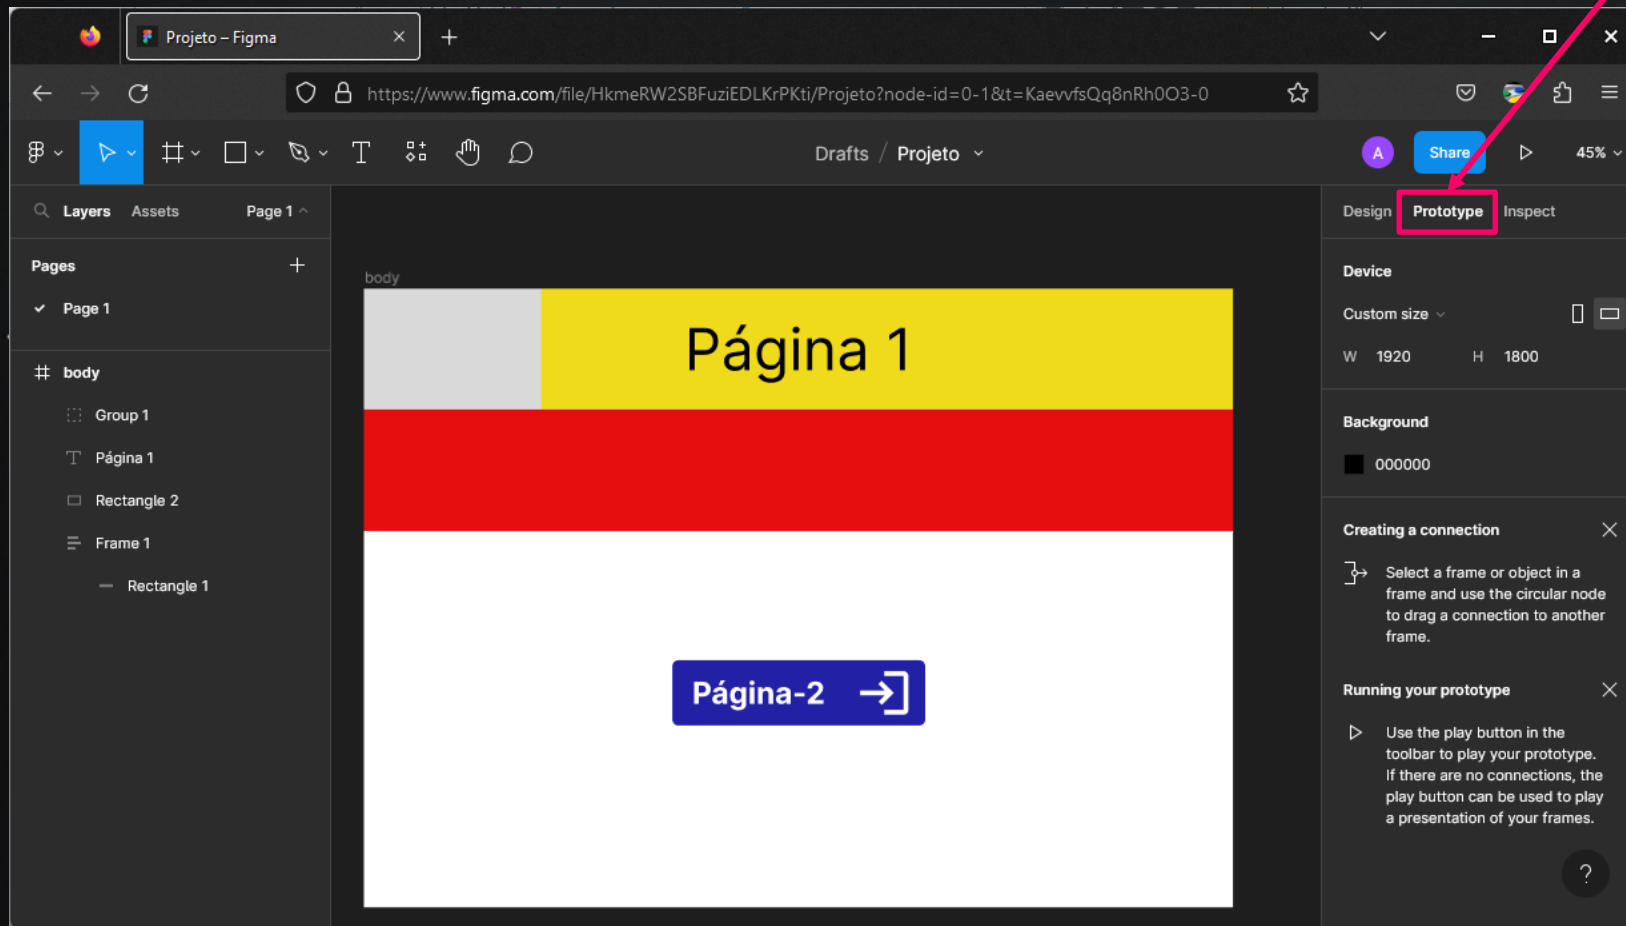 Projeto – Figma
https://www.figma.com/file/HkmeRW2SBFuziEDLKrPKti/Projeto?node-id=0-1&t=KaevvfsQq8nRh0O3-0
Drafts / Projeto
A
Share
45%
Layers Assets Page 1
Design Prototype Inspect
Pages
Page 1
body
Group 1
Página 1
Rectangle 2
Frame 1
Rectangle 1
body
Página 1
Página-2
Device
Custom size
W 1920 H 1800
Background
000000
Creating a connection
Select a frame or object in a
frame and use the circular node
to drag a connection to another
frame.
Running your prototype
Use the play button in the
toolbar to play your prototype.
If there are no connections, the
play button can be used to play
a presentation of your frames.
?